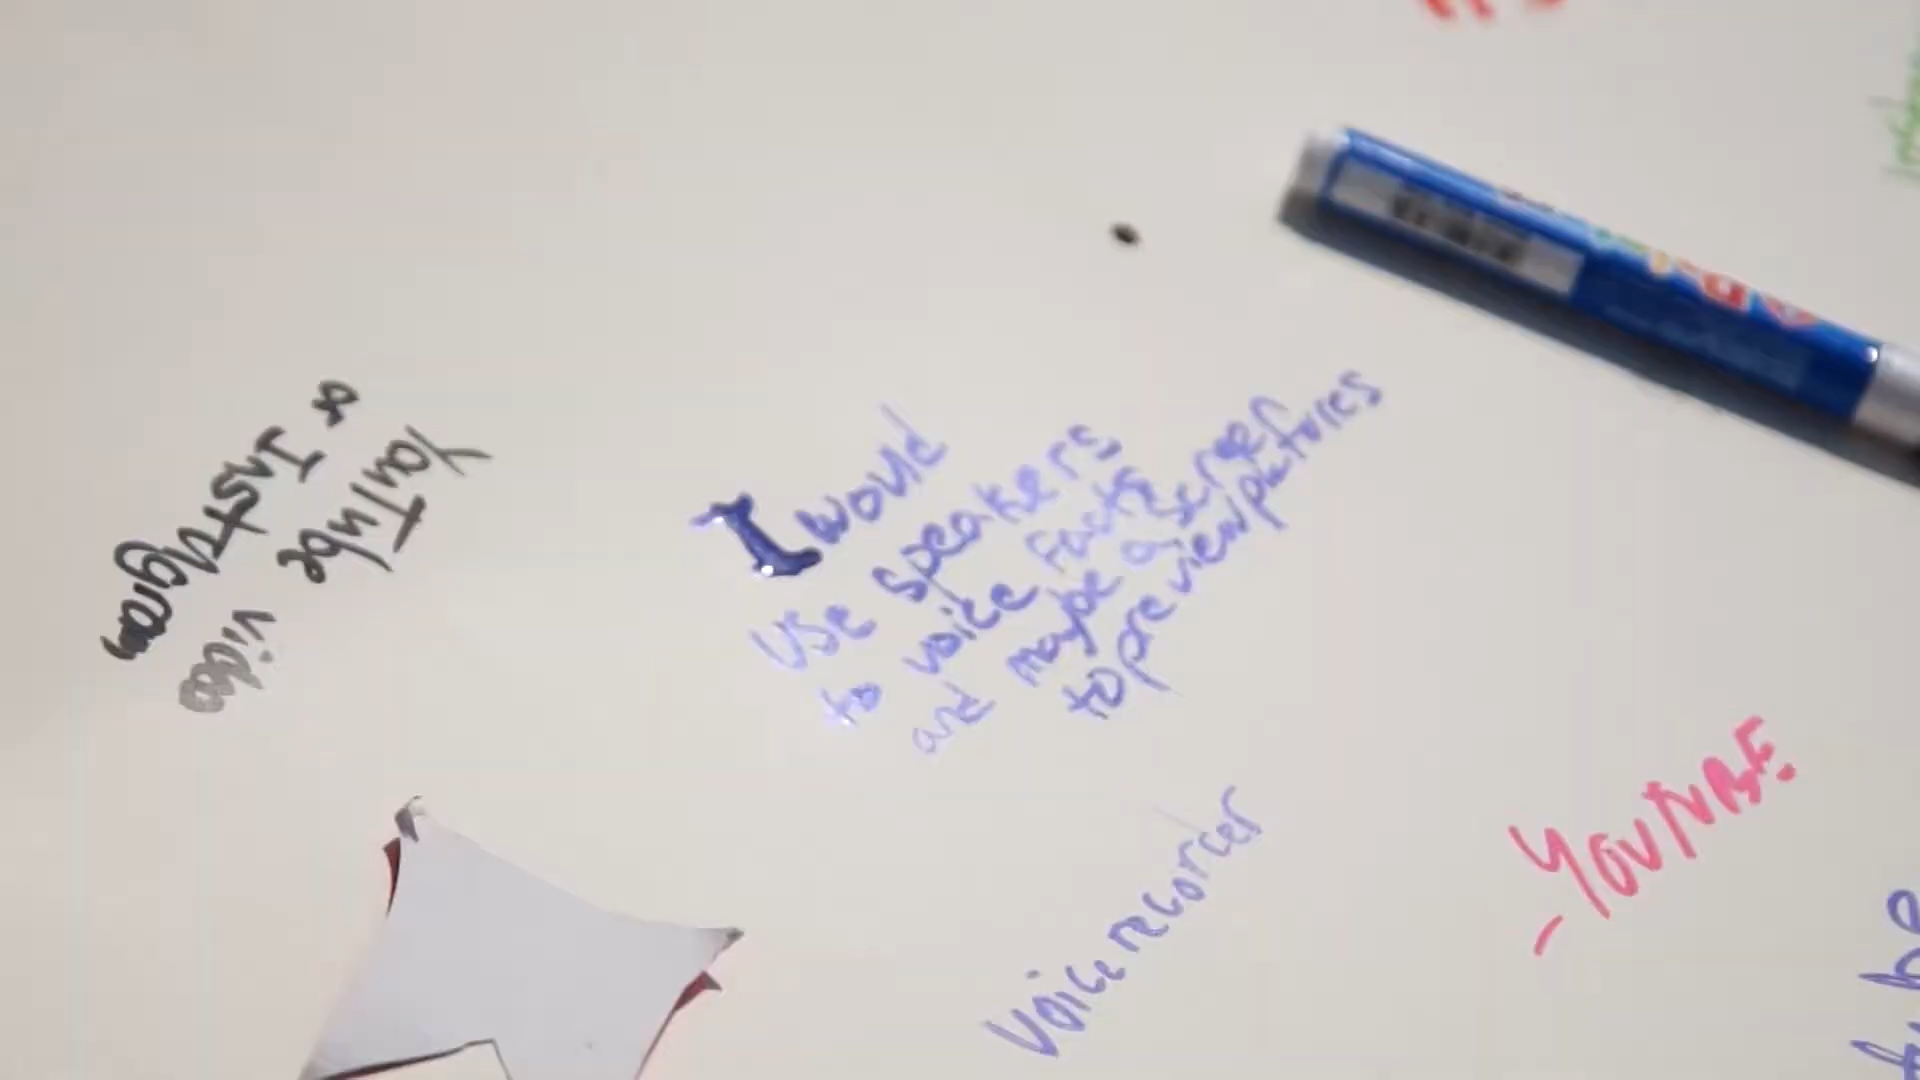 YouTube video
or Instagram
I would
use speakers
to voice facts
and maybe a screen
to preview pictures
Voice recorder
- YOUTUBE.